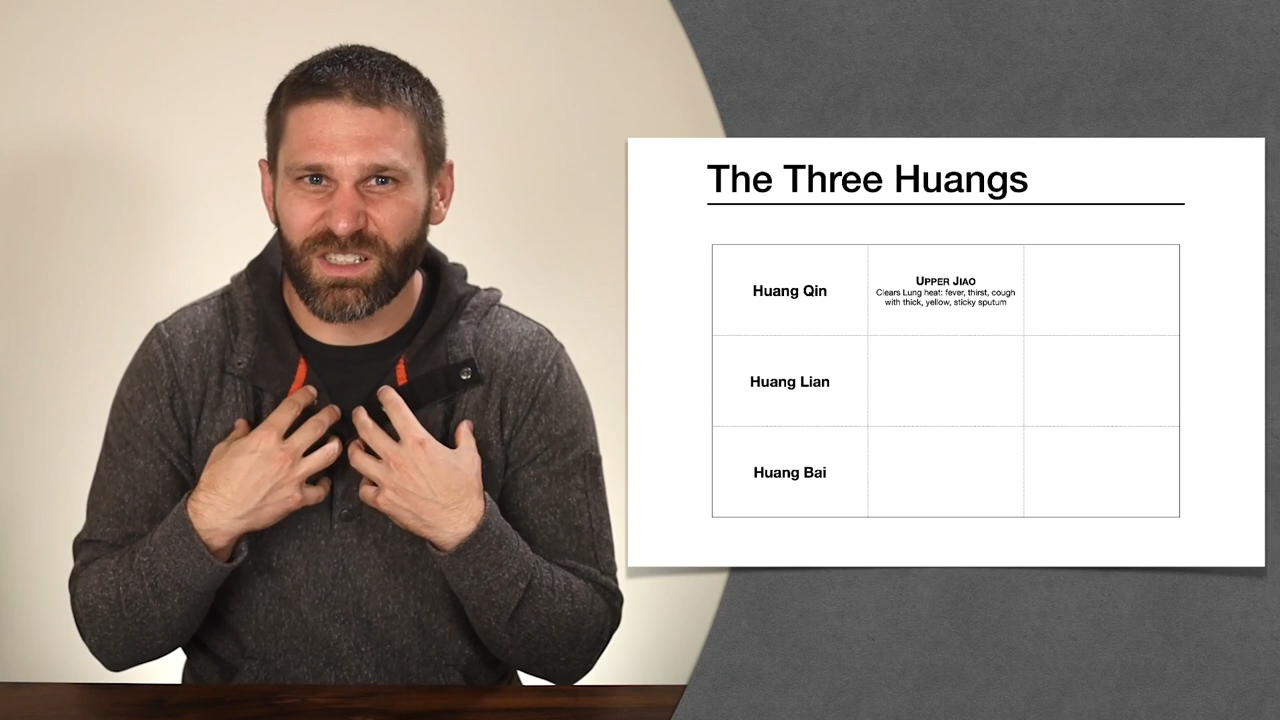 The Three Huangs
Huang Qin
UPPER JIAO
Clears Lung heat: fever, thirst, cough
with thick, yellow, sticky sputum
Huang Lian
Huang Bai